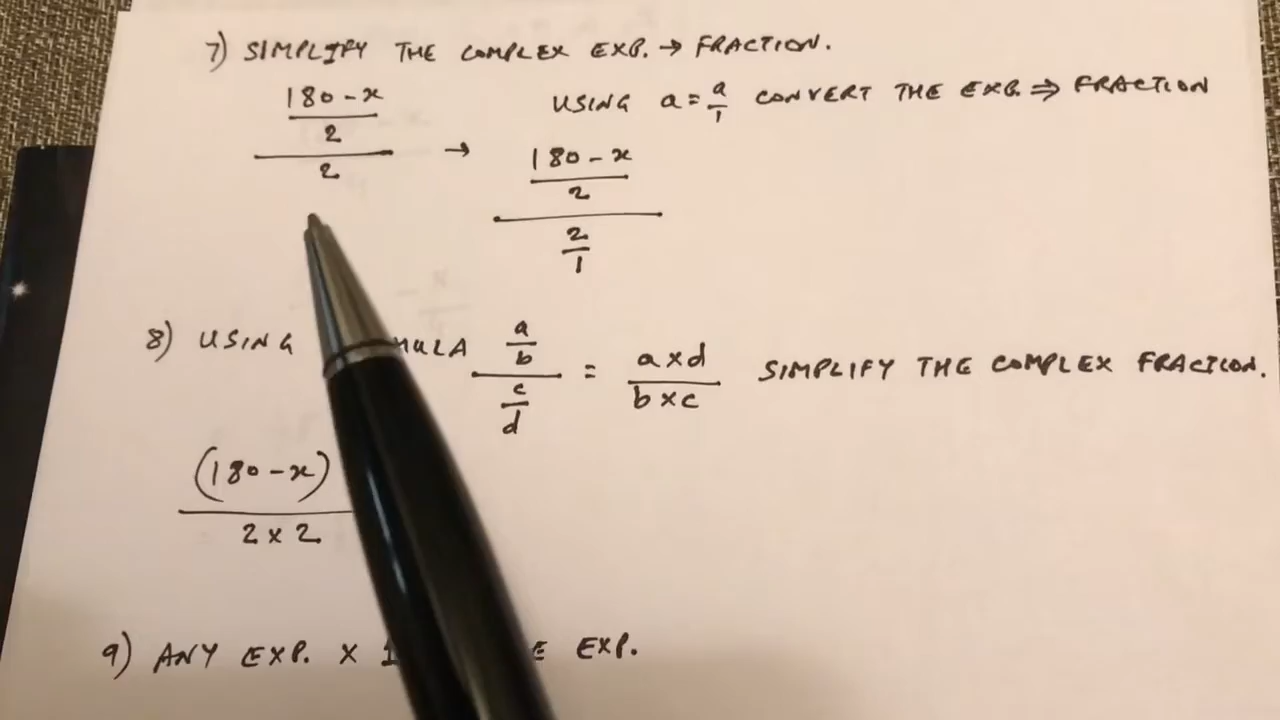 7) SIMPLIFY THE COMPLEX EXP. → FRACTION.
USING a = a/1 CONVERT THE EXP. ⇒ FRACTION
180 - x
2
2
→
180 - x
2
2
1
8) USING MULA
a
b
c
d
=
a x d
b x c
SIMPLIFY THE COMPLEX FRACTION.
(180 - x)
2 x 2
9) ANY EXP. X 1 E EXP.